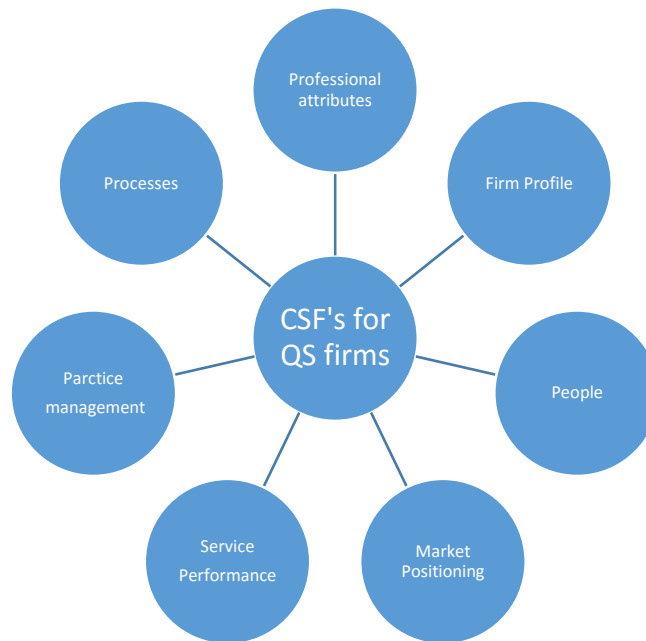 Professional
attributes
Firm Profile
People
Market
Positioning
Service
Performance
Parctice
management
Processes
CSF's for
QS firms